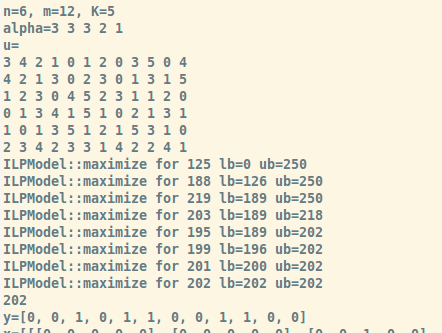 n=6, m=12, K=5
alpha=3 3 3 2 1
u=
3 4 2 1 0 1 2 0 3 5 0 4
4 2 1 3 0 2 3 0 1 3 1 5
1 2 3 0 4 5 2 3 1 1 2 0
0 1 3 4 1 5 1 0 2 1 3 1
1 0 1 3 5 1 2 1 5 3 1 0
2 3 4 2 3 3 1 4 2 2 4 1
ILPModel::maximize for 125 lb=0 ub=250
ILPModel::maximize for 188 lb=126 ub=250
ILPModel::maximize for 219 lb=189 ub=250
ILPModel::maximize for 203 lb=189 ub=218
ILPModel::maximize for 195 lb=189 ub=202
ILPModel::maximize for 199 lb=196 ub=202
ILPModel::maximize for 201 lb=200 ub=202
ILPModel::maximize for 202 lb=202 ub=202
202
y=[0, 0, 1, 0, 1, 1, 0, 0, 1, 1, 0, 0]